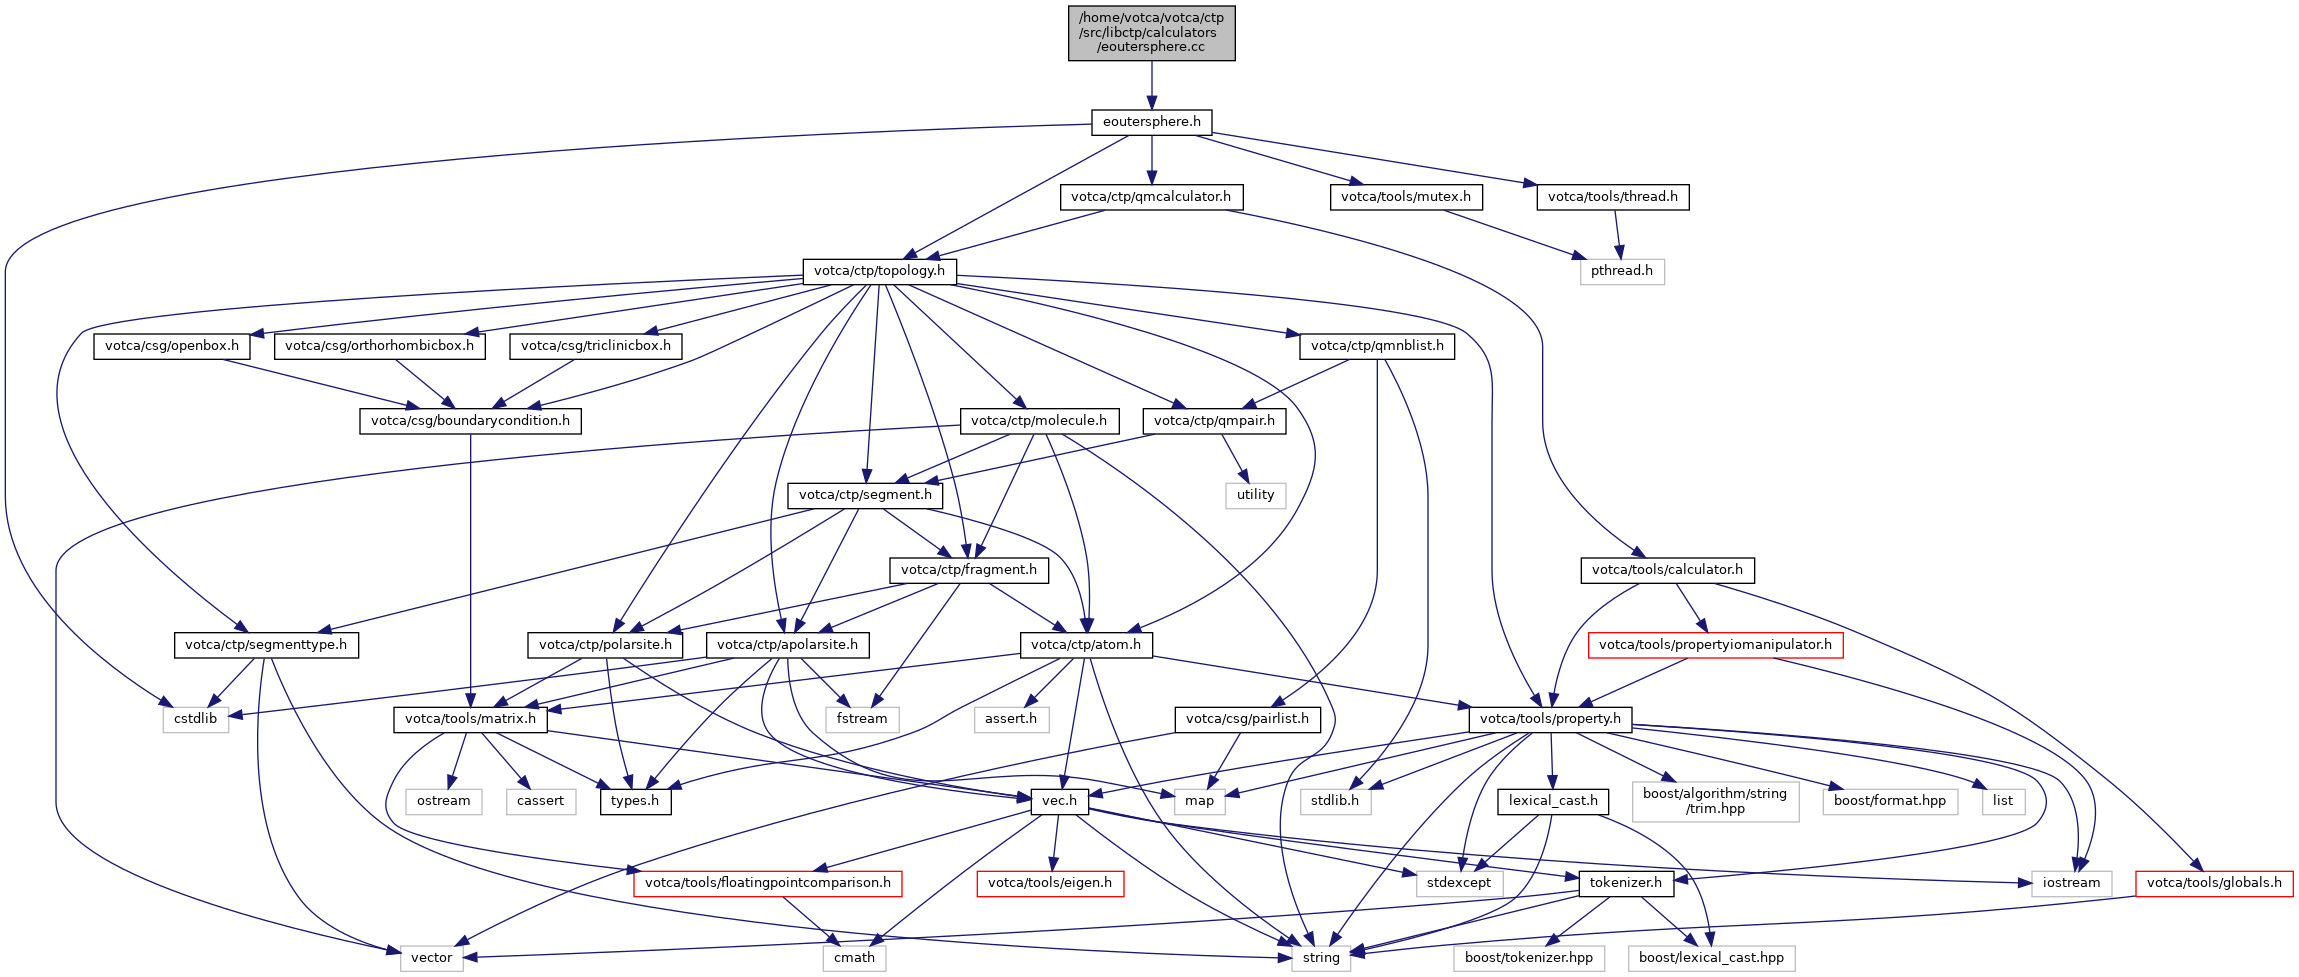 /home/votca/votca/ctp
/src/libctp/calculators
/eoutersphere.cc
eoutersphere.h
votca/ctp/qmcalculator.h
votca/tools/mutex.h
votca/tools/thread.h
votca/ctp/topology.h
pthread.h
votca/csg/openbox.h
votca/csg/orthorhombicbox.h
votca/csg/triclinicbox.h
votca/ctp/qmnblist.h
votca/csg/boundarycondition.h
votca/ctp/molecule.h
votca/ctp/qmpair.h
votca/ctp/segment.h
utility
votca/ctp/fragment.h
votca/tools/calculator.h
votca/ctp/segmenttype.h
votca/ctp/polarsite.h
votca/ctp/apolarsite.h
votca/ctp/atom.h
votca/tools/propertyiomanipulator.h
cstdlib
votca/tools/matrix.h
fstream
assert.h
votca/csg/pairlist.h
votca/tools/property.h
ostream
cassert
types.h
vec.h
map
stdlib.h
lexical_cast.h
boost/algorithm/string
/trim.hpp
boost/format.hpp
list
votca/tools/floatingpointcomparison.h
votca/tools/eigen.h
stdexcept
tokenizer.h
iostream
votca/tools/globals.h
vector
cmath
string
boost/tokenizer.hpp
boost/lexical_cast.hpp